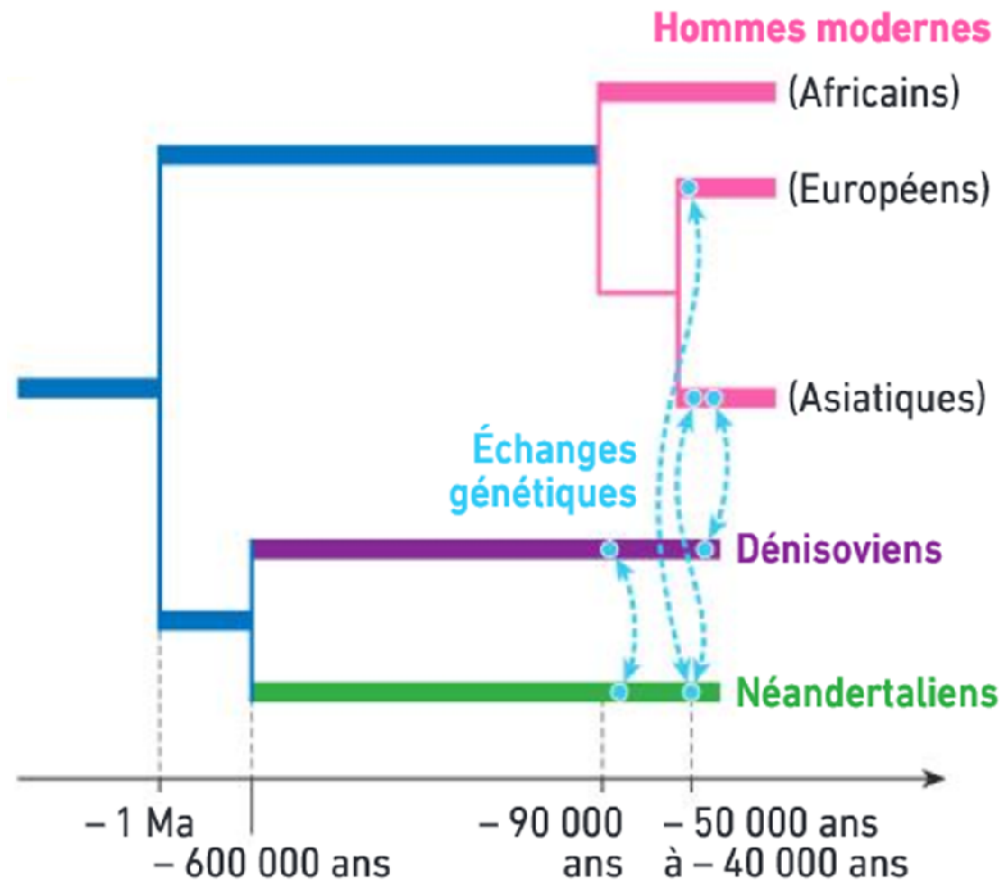 Hommes modernes
(Africains)
(Européens)
(Asiatiques)
Échanges
génétiques
Dénisoviens
Néandertaliens
– 1 Ma
– 600 000 ans
– 90 000
ans
– 50 000 ans
à – 40 000 ans